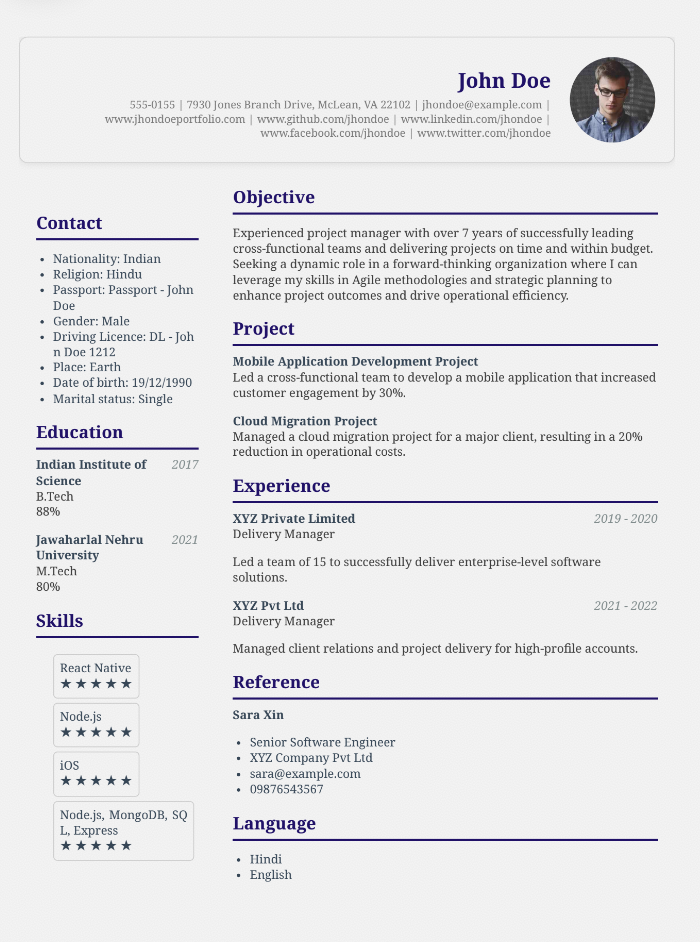 John Doe
555-0155 | 7930 Jones Branch Drive, McLean, VA 22102 | jhondoe@example.com |
www.jhondoeportfolio.com | www.github.com/jhondoe | www.linkedin.com/jhondoe |
www.facebook.com/jhondoe | www.twitter.com/jhondoe
Contact
• Nationality: Indian
• Religion: Hindu
• Passport: Passport - John
Doe
• Gender: Male
• Driving Licence: DL - Joh
n Doe 1212
• Place: Earth
• Date of birth: 19/12/1990
• Marital status: Single
Education
Indian Institute of 2017
Science
B.Tech
88%
Jawaharlal Nehru 2021
University
M.Tech
80%
Skills
React Native
★★★★★
Node.js
★★★★★
iOS
★★★★★
Node.js, MongoDB, SQ
L, Express
★★★★★
Objective
Experienced project manager with over 7 years of successfully leading
cross-functional teams and delivering projects on time and within budget.
Seeking a dynamic role in a forward-thinking organization where I can
leverage my skills in Agile methodologies and strategic planning to
enhance project outcomes and drive operational efficiency.
Project
Mobile Application Development Project
Led a cross-functional team to develop a mobile application that increased
customer engagement by 30%.
Cloud Migration Project
Managed a cloud migration project for a major client, resulting in a 20%
reduction in operational costs.
Experience
XYZ Private Limited 2019 - 2020
Delivery Manager
Led a team of 15 to successfully deliver enterprise-level software
solutions.
XYZ Pvt Ltd 2021 - 2022
Delivery Manager
Managed client relations and project delivery for high-profile accounts.
Reference
Sara Xin
• Senior Software Engineer
• XYZ Company Pvt Ltd
• sara@example.com
• 09876543567
Language
• Hindi
• English